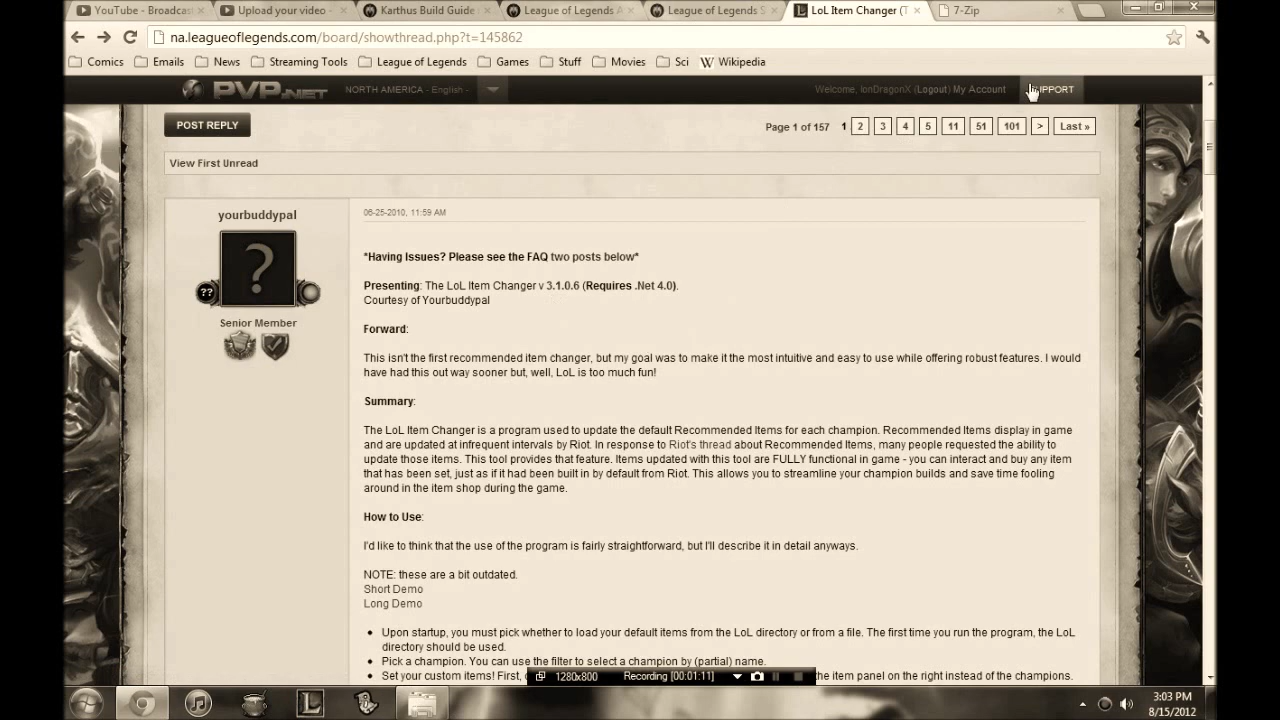 YouTube - Broadcast
Upload your video -
Karthus Build Guide
League of Legends A
League of Legends S
LoL Item Changer (T
7-Zip
na.leagueoflegends.com/board/showthread.php?t=145862
Comics Emails News Streaming Tools League of Legends Games Stuff Movies Sci W Wikipedia
PVP.NET NORTH AMERICA - English - Welcome, IonDragonX (Logout) My Account PPORT
POST REPLY Page 1 of 157 1 2 3 4 5 11 51 101 > Last »
View First Unread
yourbuddypal
06-25-2010, 11:59 AM
?
??
Senior Member
*Having Issues? Please see the FAQ two posts below*
Presenting: The LoL Item Changer v 3.1.0.6 (Requires .Net 4.0).
Courtesy of Yourbuddypal
Forward:
This isn't the first recommended item changer, but my goal was to make it the most intuitive and easy to use while offering robust features. I would
have had this out way sooner but, well, LoL is too much fun!
Summary:
The LoL Item Changer is a program used to update the default Recommended Items for each champion. Recommended Items display in game
and are updated at infrequent intervals by Riot. In response to Riot's thread about Recommended Items, many people requested the ability to
update those items. This tool provides that feature. Items updated with this tool are FULLY functional in game - you can interact and buy any item
that has been set, just as if it had been built in by default from Riot. This allows you to streamline your champion builds and save time fooling
around in the item shop during the game.
How to Use:
I'd like to think that the use of the program is fairly straightforward, but I'll describe it in detail anyways.
NOTE: these are a bit outdated.
Short Demo
Long Demo
Upon startup, you must pick whether to load your default items from the LoL directory or from a file. The first time you run the program, the LoL
directory should be used.
Pick a champion. You can use the filter to select a champion by (partial) name.
Set your custom items! First, the item panel on the right instead of the champions.
1280x800 Recording [00:01:11]
L
3:03 PM
8/15/2012